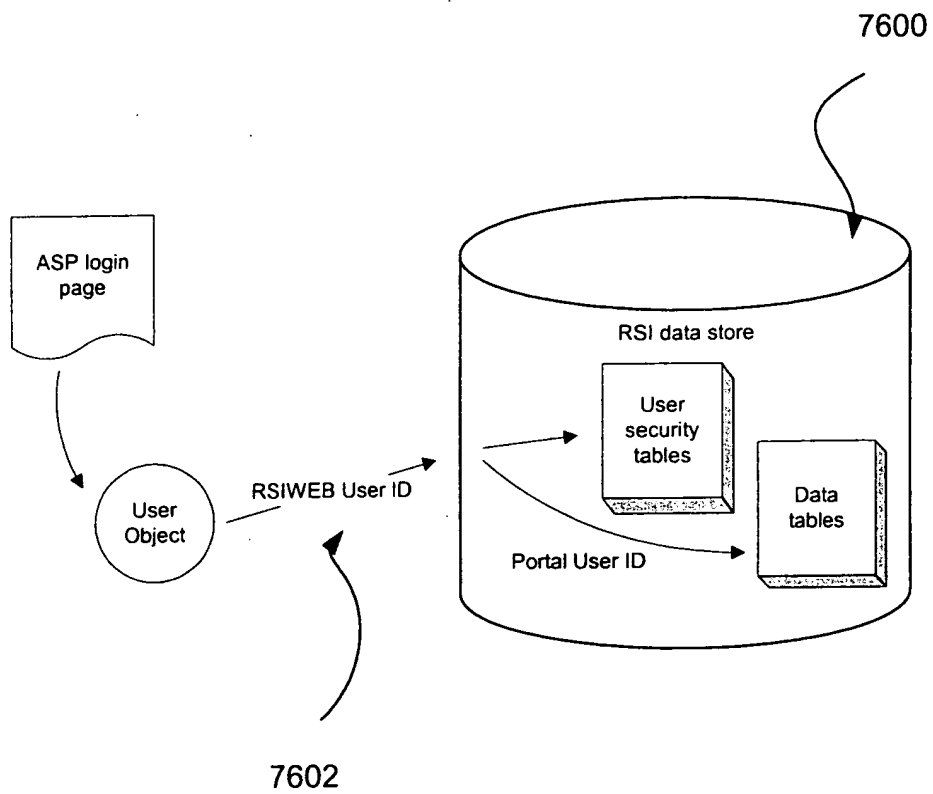 7600
ASP login
page
RSI data store
User
security
tables
RSIWEB User ID
User
Object
Data
tables
Portal User ID
7602